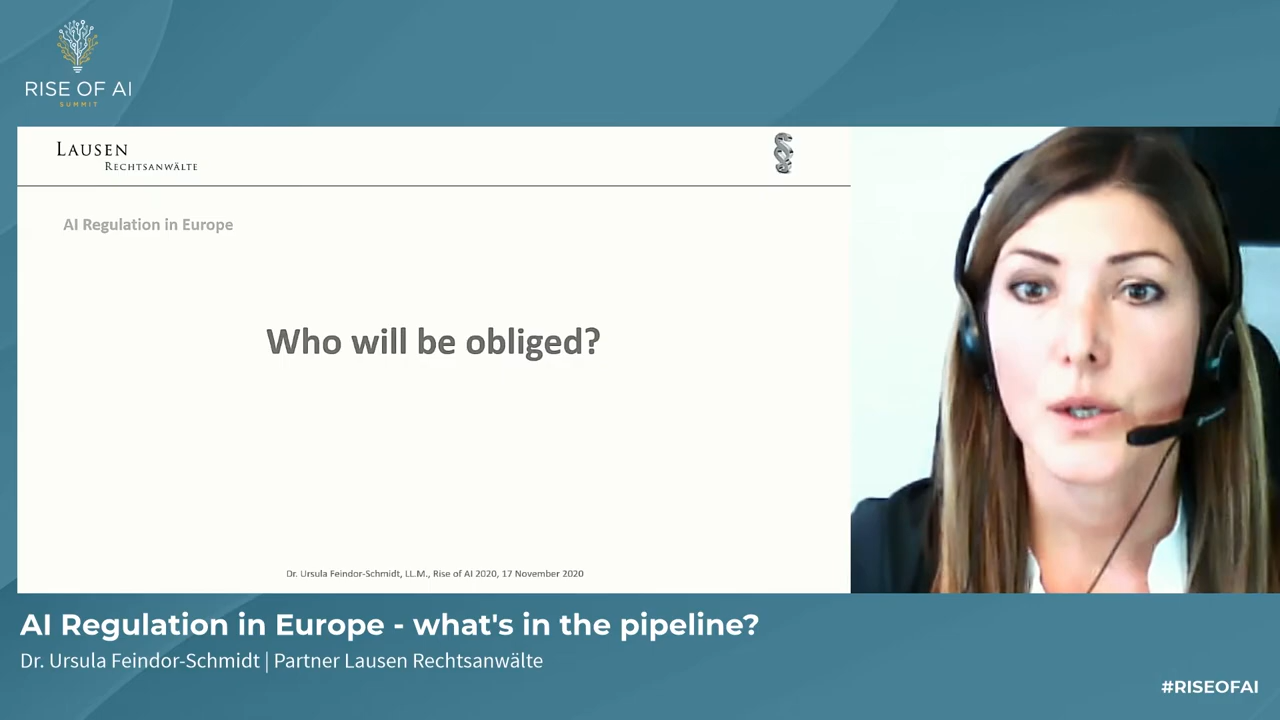 RISE OF AI
SUMMIT
LAUSEN
RECHTSANWÄLTE
AI Regulation in Europe
Who will be obliged?
Dr. Ursula Feindor-Schmidt, LL.M., Rise of AI 2020, 17 November 2020
AI Regulation in Europe - what's in the pipeline?
Dr. Ursula Feindor-Schmidt | Partner Lausen Rechtsanwälte
#RISEOFAI